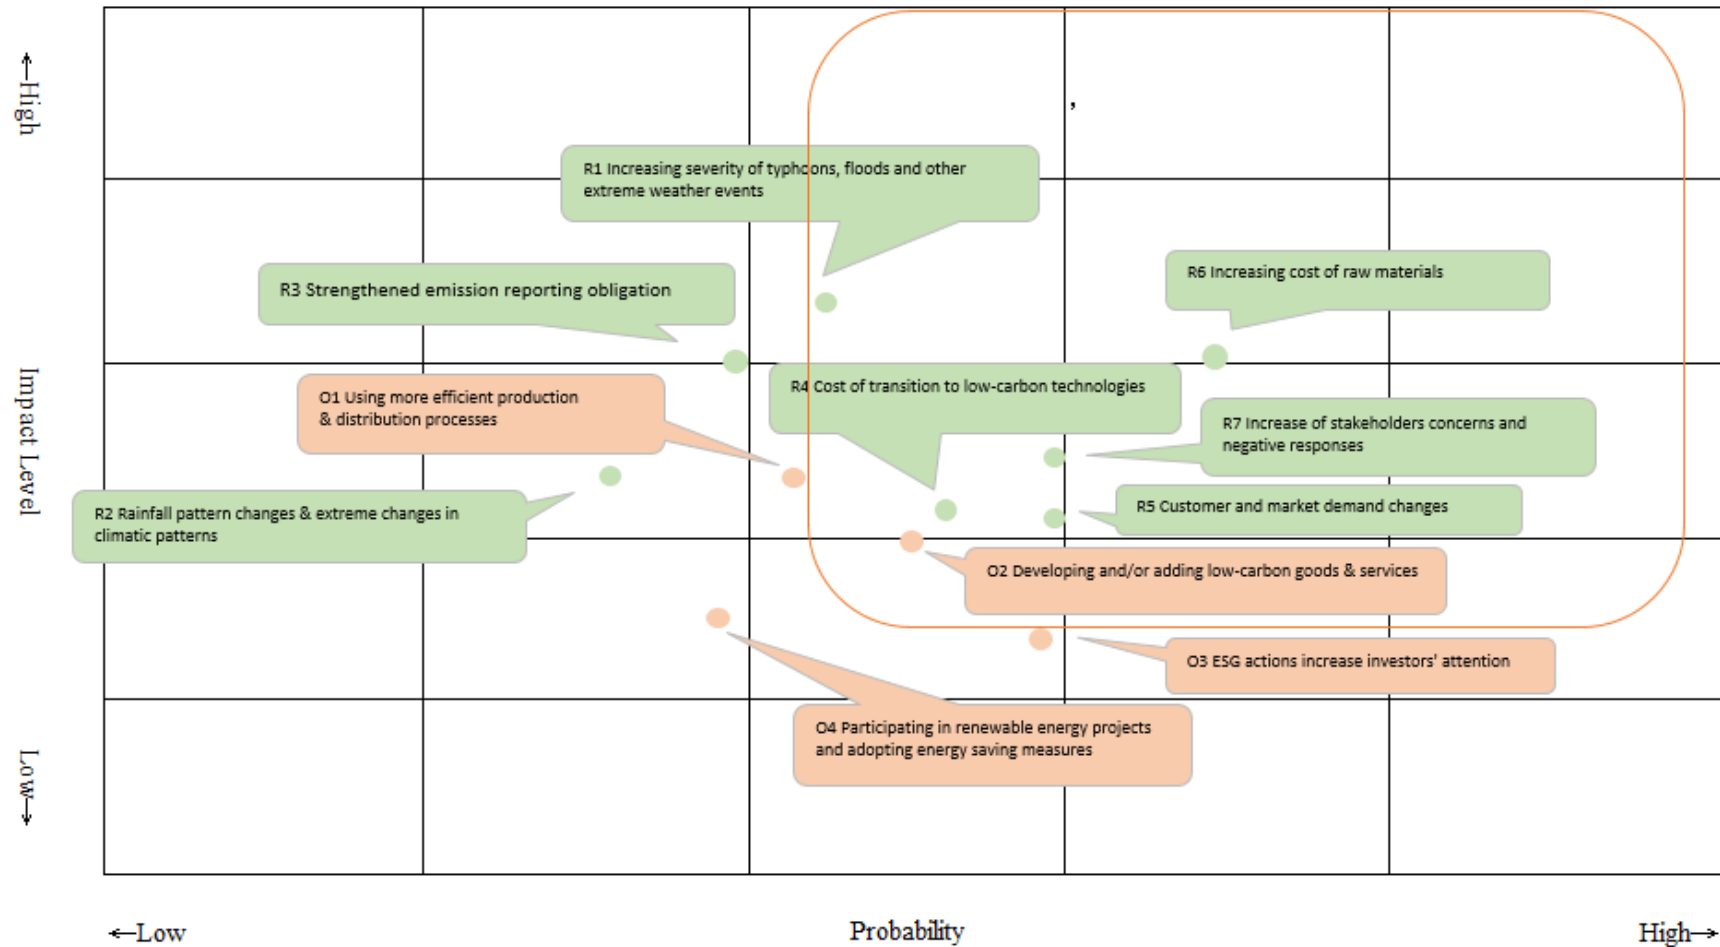 ←High
,
R1 Increasing severity of typhoons, floods and other
extreme weather events
R3 Strengthened emission reporting obligation
R6 Increasing cost of raw materials
Impact Level
O1 Using more efficient production
& distribution processes
R4 Cost of transition to low-carbon technologies
R7 Increase of stakeholders concerns and
negative responses
R2 Rainfall pattern changes & extreme changes in
climatic patterns
R5 Customer and market demand changes
O2 Developing and/or adding low-carbon goods & services
O3 ESG actions increase investors' attention
O4 Participating in renewable energy projects
and adopting energy saving measures
Low→
←Low
Probability
High→